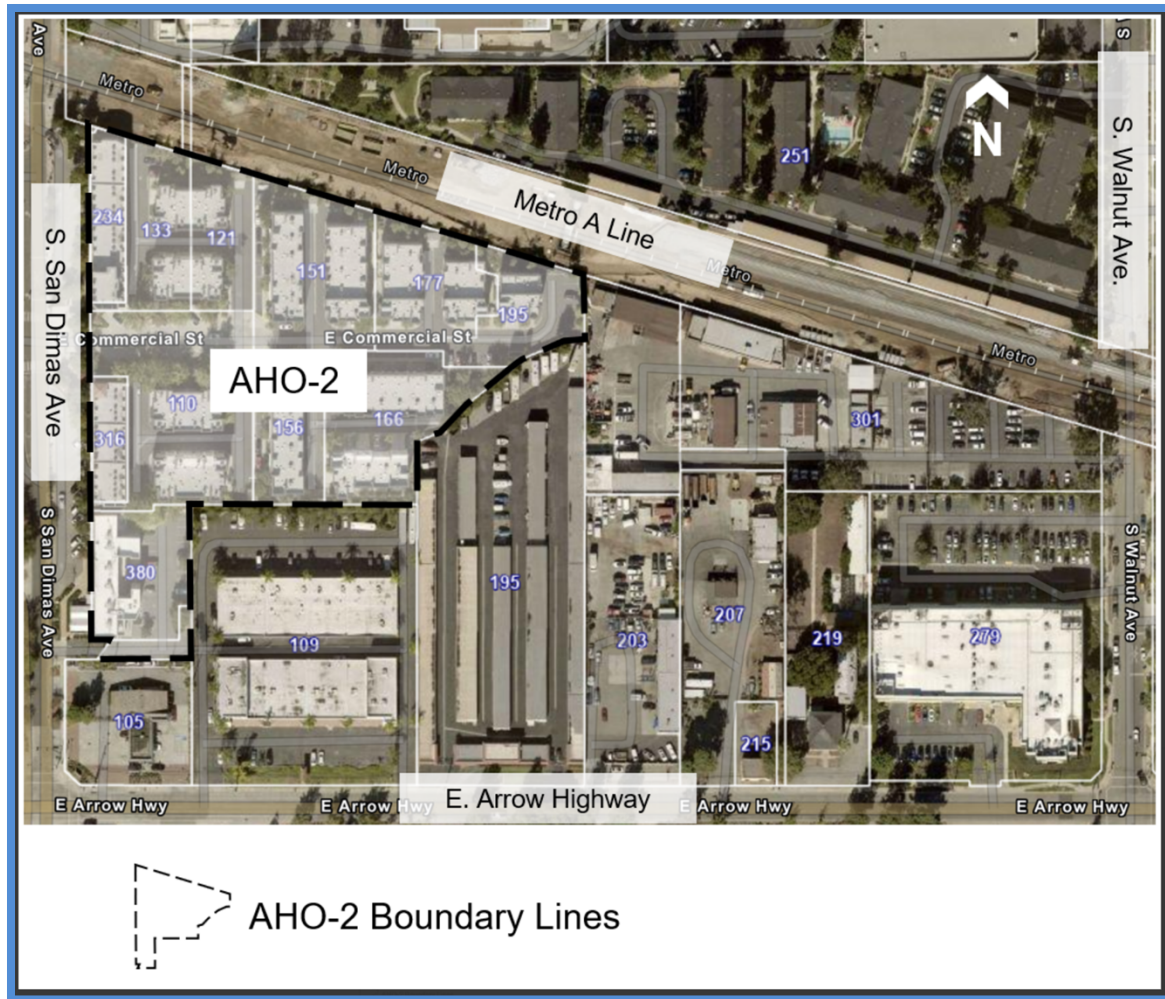 Ave
S
Metro
N
251
S. Walnut Ave.
Metro
Metro A Line
Metro
234
133
121
151
177
195
S. San Dimas Ave
Commercial St
E Commercial St
Metro
AHO-2
110
316
156
166
301
S San Dimas Ave
380
195
109
203
207
219
279
S Walnut Ave
105
215
E Arrow Hwy
E Arrow Hwy
E. Arrow Highway
E Arrow Hwy
E Arrow Hwy
AHO-2 Boundary Lines